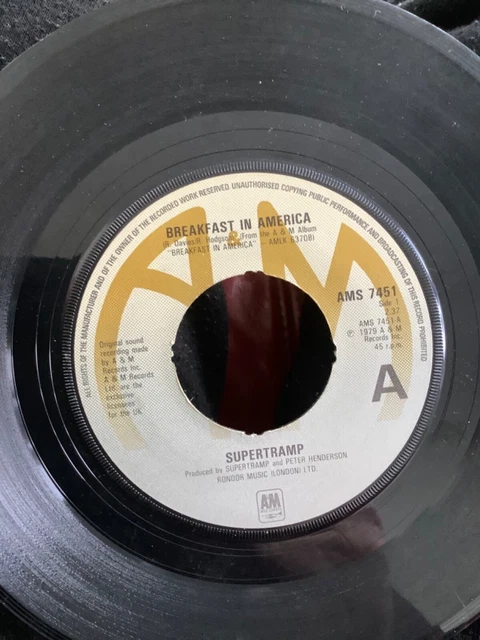 ALL RIGHTS OF THE MANUFACTURER AND OF THE OWNER OF THE RECORDED WORK RESERVED. UNAUTHORISED COPYING PUBLIC PERFORMANCE AND BROADCASTING OF THIS RECORD PROHIBITED
A&M
BREAKFAST IN AMERICA
(R. Davies/R. Hodgson)(From the A & M Album
"BREAKFAST IN AMERICA" – AMLK 63708)
AMS 7451
Side 1
2.37
AMS 7451-A
℗ 1979 A & M
Records Inc.
45 r.p.m.
A
Original sound
recording made
by A & M
Records Inc.
A & M Records
Ltd. are the
exclusive
licensees
for the UK.
SUPERTRAMP
Produced by SUPERTRAMP and PETER HENDERSON
RONDOR MUSIC (LONDON) LTD.
A&M